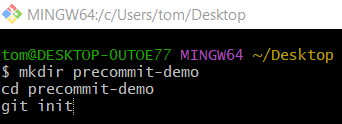 MINGW64:/c/Users/tom/Desktop
tom@DESKTOP-OUTOE77 MINGW64 ~/Desktop
$ mkdir precommit-demo
cd precommit-demo
git init